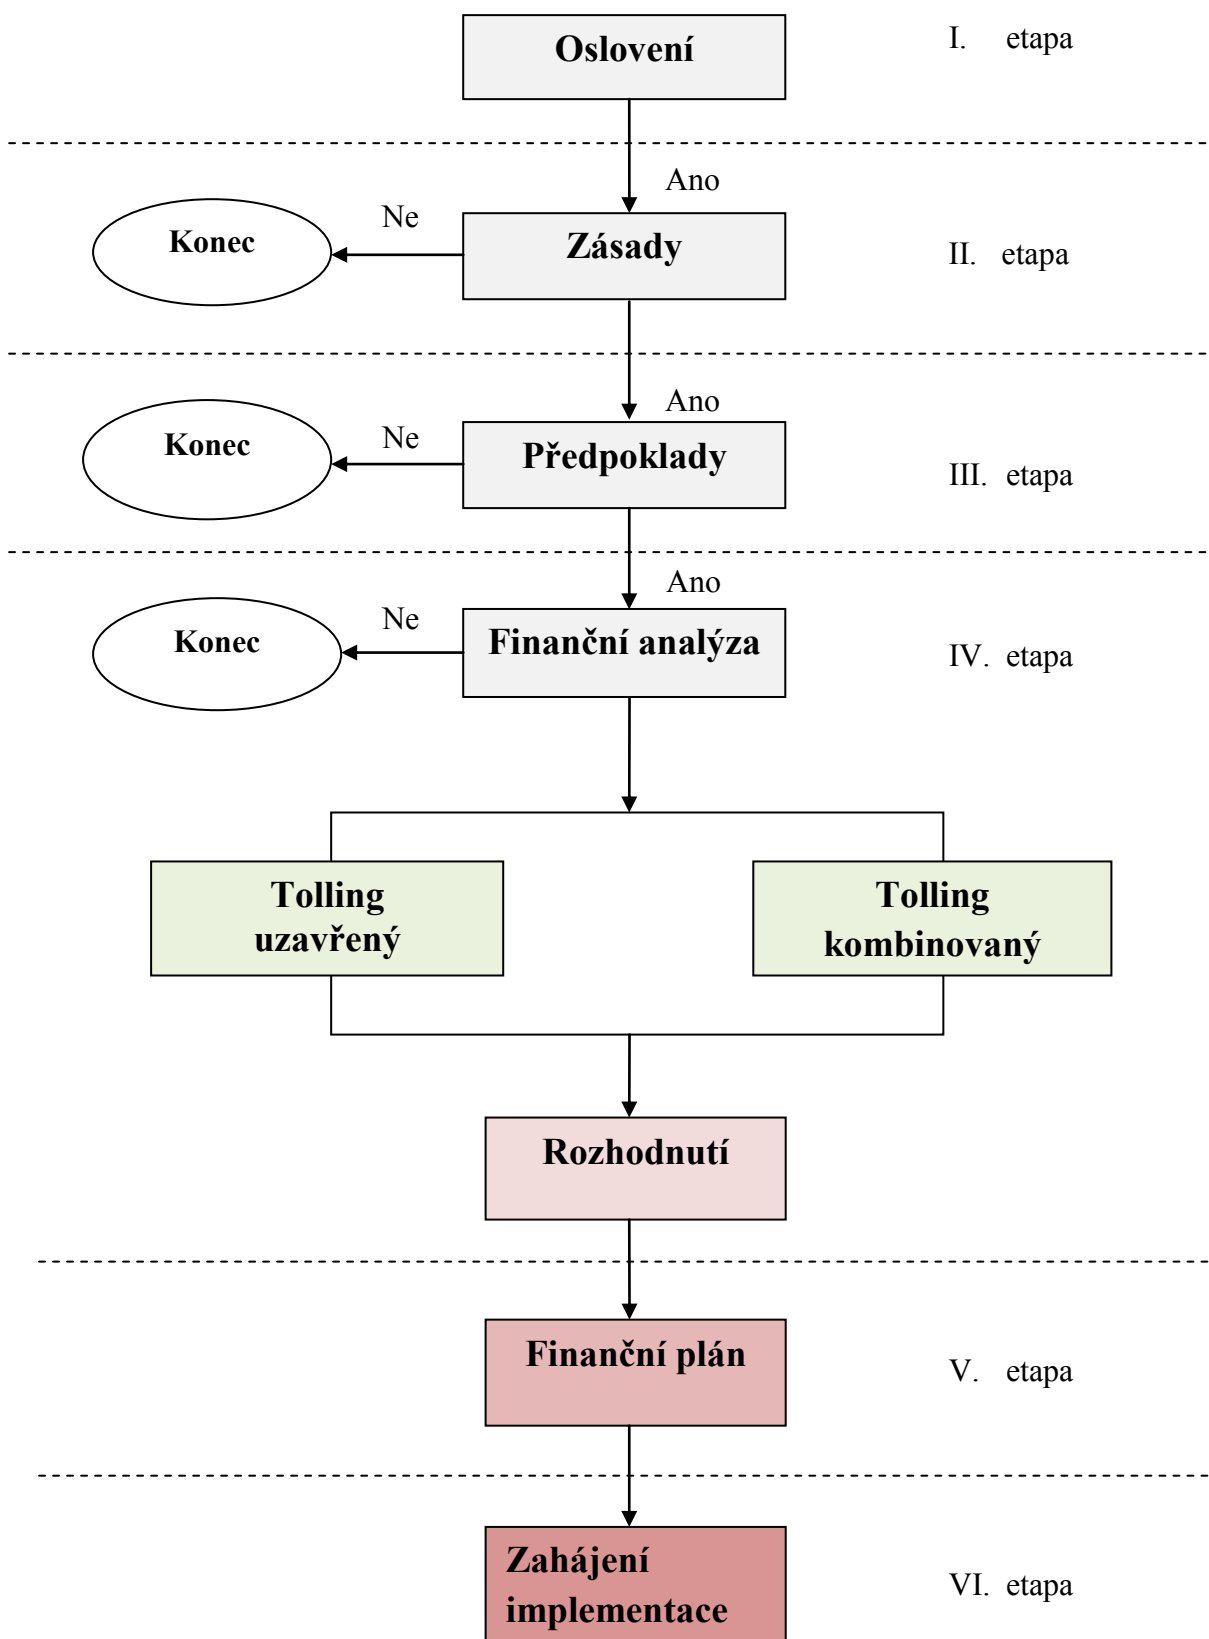 Oslovení
I. etapa
Ano
Konec
Ne
Zásady
II. etapa
Ano
Konec
Ne
Předpoklady
III. etapa
Ano
Konec
Ne
Finanční analýza
IV. etapa
Tolling
uzavřený
Tolling
kombinovaný
Rozhodnutí
Finanční plán
V. etapa
Zahájení
implementace
VI. etapa